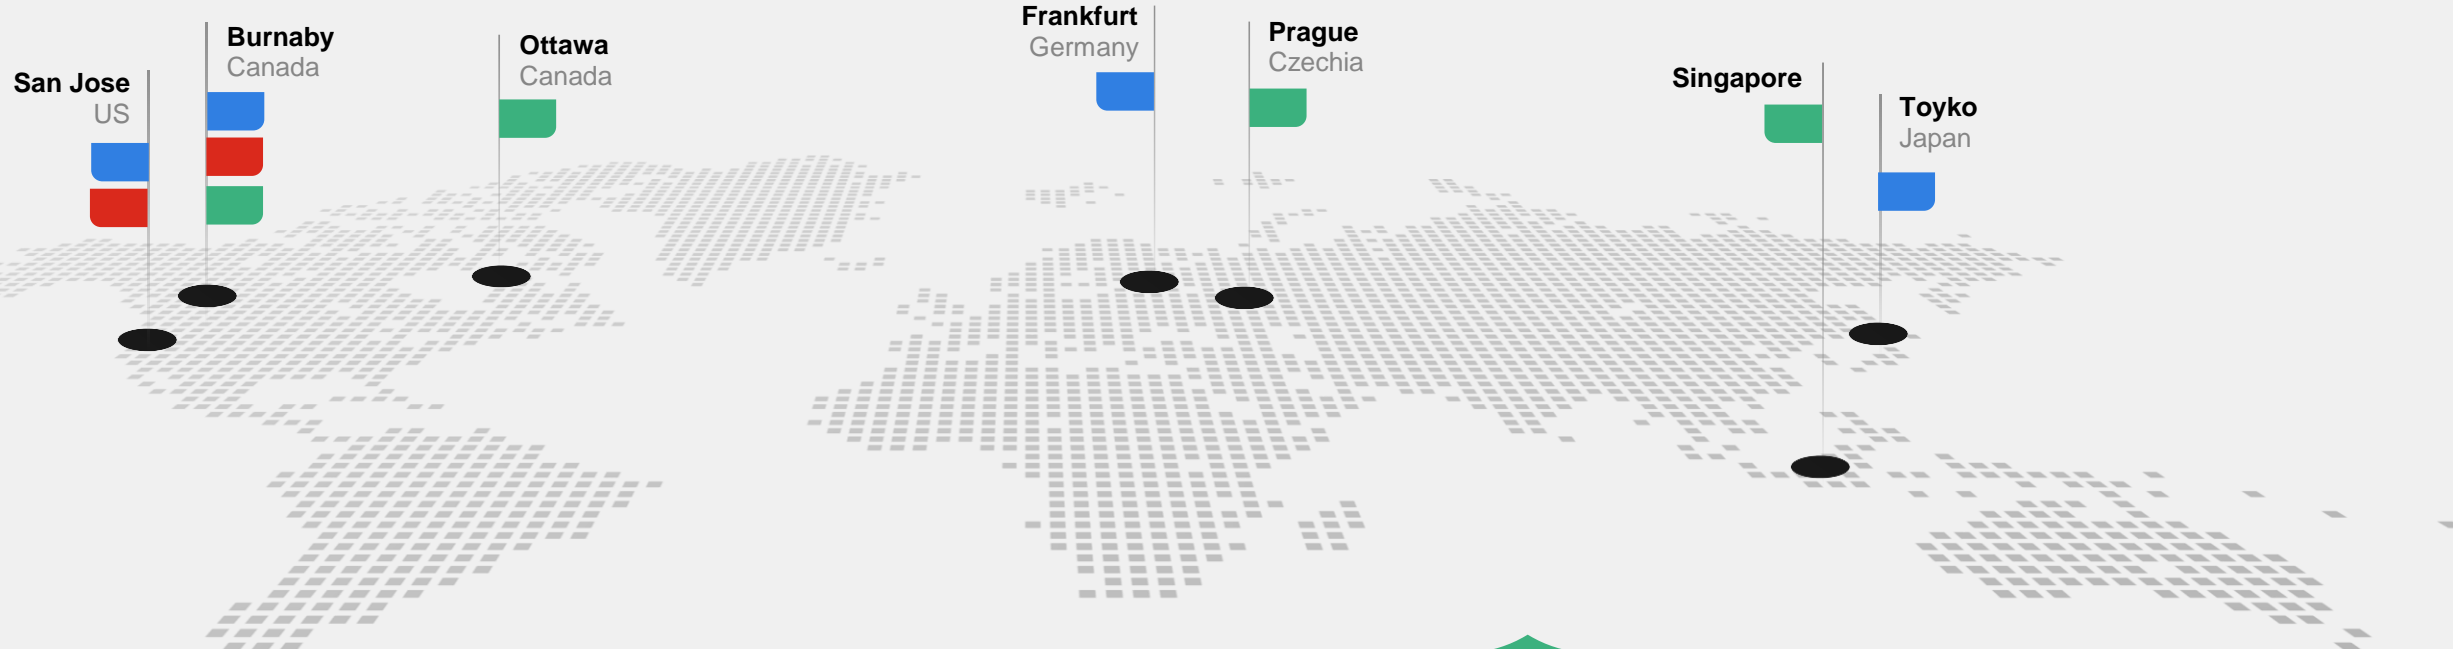 San Jose
US
Burnaby
Canada
Ottawa
Canada
Frankfurt
Germany
Prague
Czechia
Singapore
Toyko
Japan